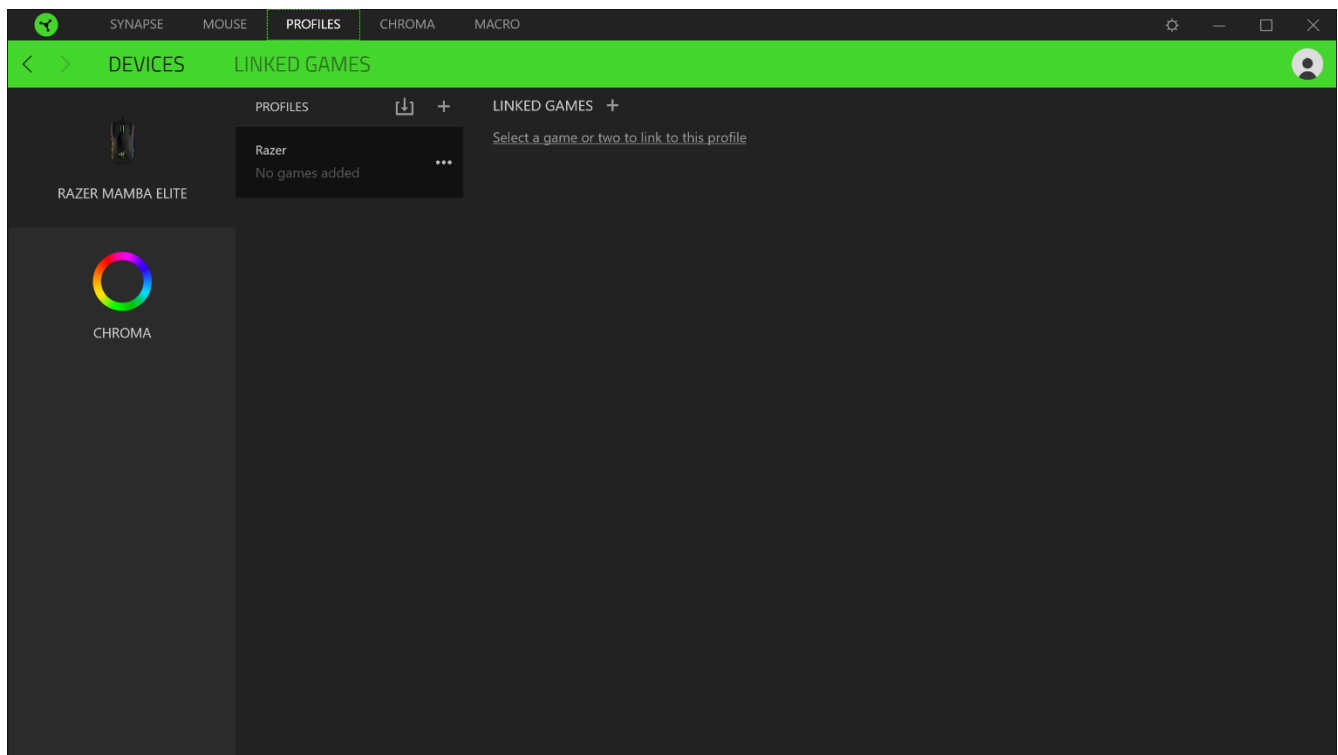 SYNAPSE MOUSE PROFILES CHROMA MACRO
DEVICES LINKED GAMES
PROFILES
LINKED GAMES
Select a game or two to link to this profile
Razer
No games added
RAZER MAMBA ELITE
CHROMA